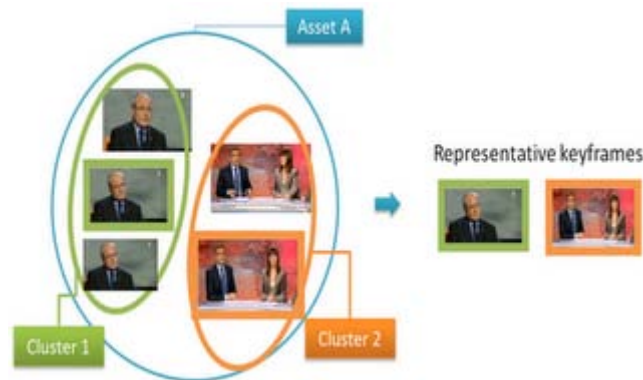 Asset A
Representative keyframes
Cluster 1
Cluster 2